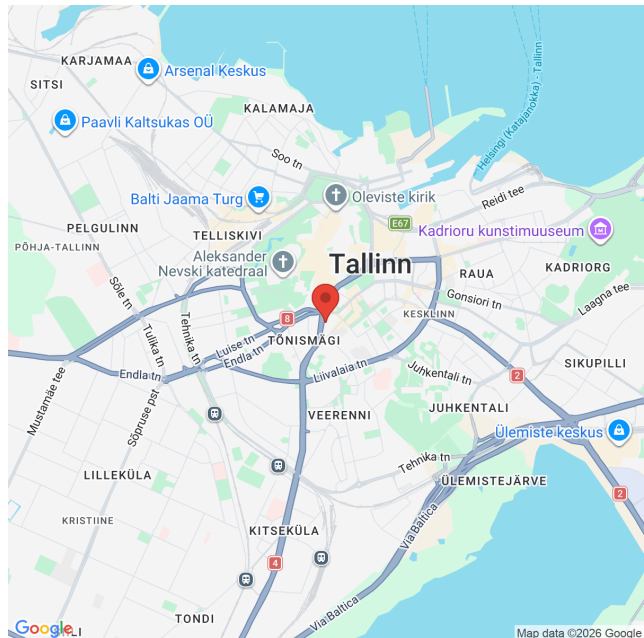 KARJAMAA
Arsenal Keskus
SITSI
KALAMAJA
Paavli Kaltsukas OÜ
Soo tn
Helsingi (Katajanokka) - Tallinn
Balti Jaama Turg
Oleviste kirik
Reidi tee
E67
PELGULINN
TELLISKIVI
Kadrioru kunstimuuseum
PÕHJA-TALLINN
Aleksander
Nevski katedraal
Tallinn
RAUA
KADRIORG
Sõle tn
Gonsiori tn
Laagna tee
Tulika tn
Tehnika tn
8
KESKLINN
Luise tn
TÕNISMÄGI
Endla tn
SIKUPILLI
Endla tn
Liivalaia tn
Juhkentali tn
2
Mustamäe tee
Sõpruse pst
VEERENNI
JUHKENTALI
Ülemiste keskus
Tehnika tn
LILLEKÜLA
ÜLEMISTEJÄRVE
2
KRISTIINE
KITSEKÜLA
Via Baltica
4
Via Baltica
TONDI
Google
Map data ©2026 Google